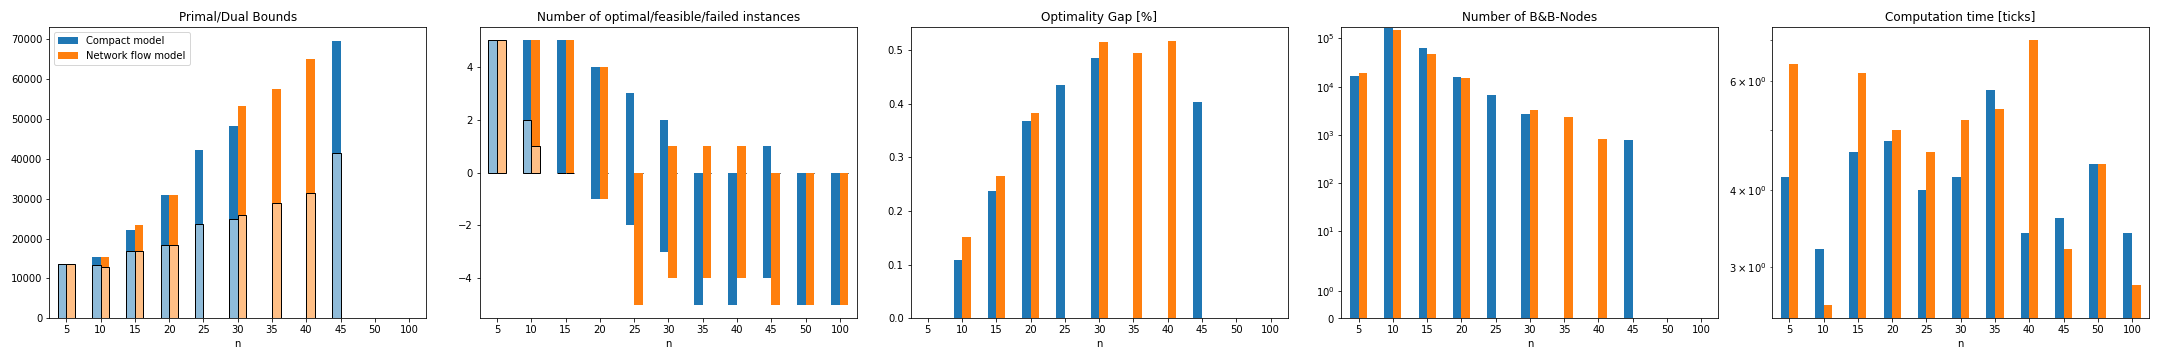 Primal/Dual Bounds
Compact model
Network flow model
70000
60000
50000
40000
30000
20000
10000
0
5 10 15 20 25 30 35 40 45 50 100
n
Number of optimal/feasible/failed instances
4
2
0
−2
−4
5 10 15 20 25 30 35 40 45 50 100
n
Optimality Gap [%]
0.5
0.4
0.3
0.2
0.1
0.0
5 10 15 20 25 30 35 40 45 50 100
n
Number of B&B-Nodes
10⁵
10⁴
10³
10²
10¹
10⁰
0
5 10 15 20 25 30 35 40 45 50 100
n
Computation time [ticks]
6 × 10⁰
4 × 10⁰
3 × 10⁰
5 10 15 20 25 30 35 40 45 50 100
n